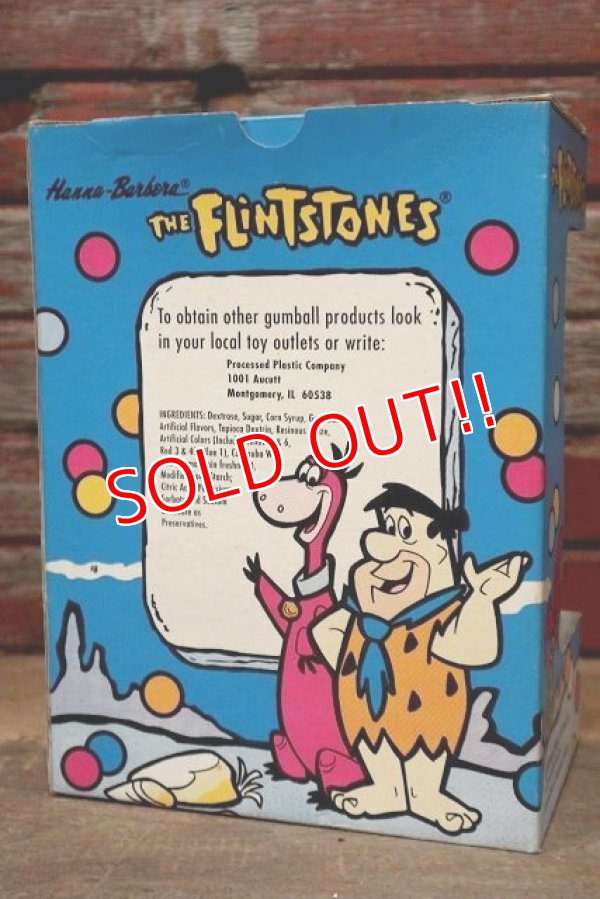 Hanna-Barbera®
THE FLINTSTONES®
To obtain other gumball products look
in your local toy outlets or write:
Processed Plastic Company
1001 Aucutt
Montgomery, IL 60538
INGREDIENTS: Dextrose, Sugar, Corn Syrup,
Artificial Flavors, Tapioca Dextrin, Resinous
Artificial Colors
Red 3 &
Citric
Preservatives.
SOLD OUT!!